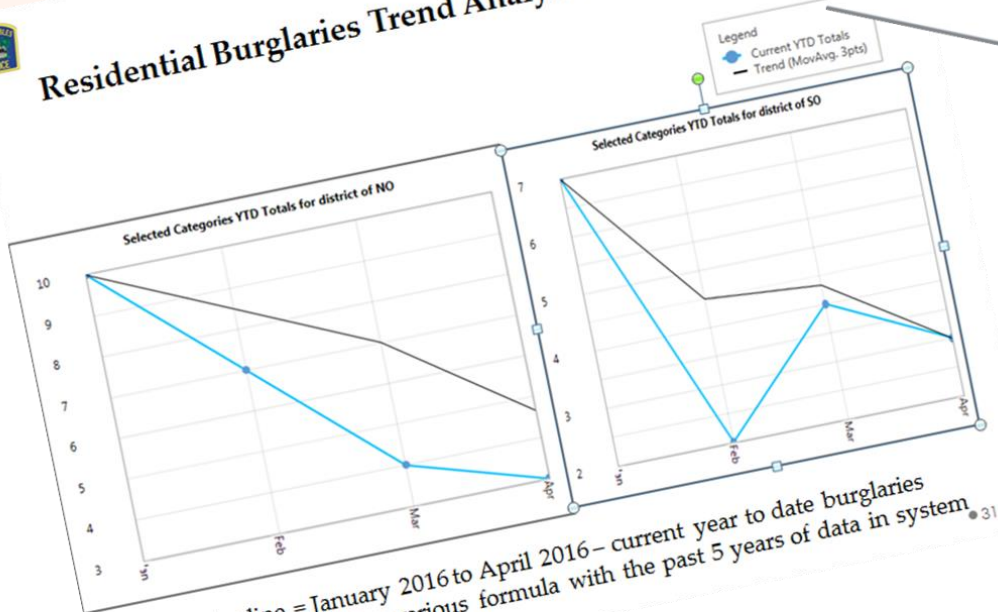 Residential Burglaries Trend
Legend
Current YTD Totals
Trend (MovAvg. 3pts)
Selected Categories YTD Totals for district of NO
10
9
8
7
6
5
4
3
Feb
Mar
Apr
Selected Categories YTD Totals for district of SO
7
6
5
4
3
2
Feb
Mar
Apr
= January 2016 to April 2016 – current year to date burglaries
formula with the past 5 years of data in system
31